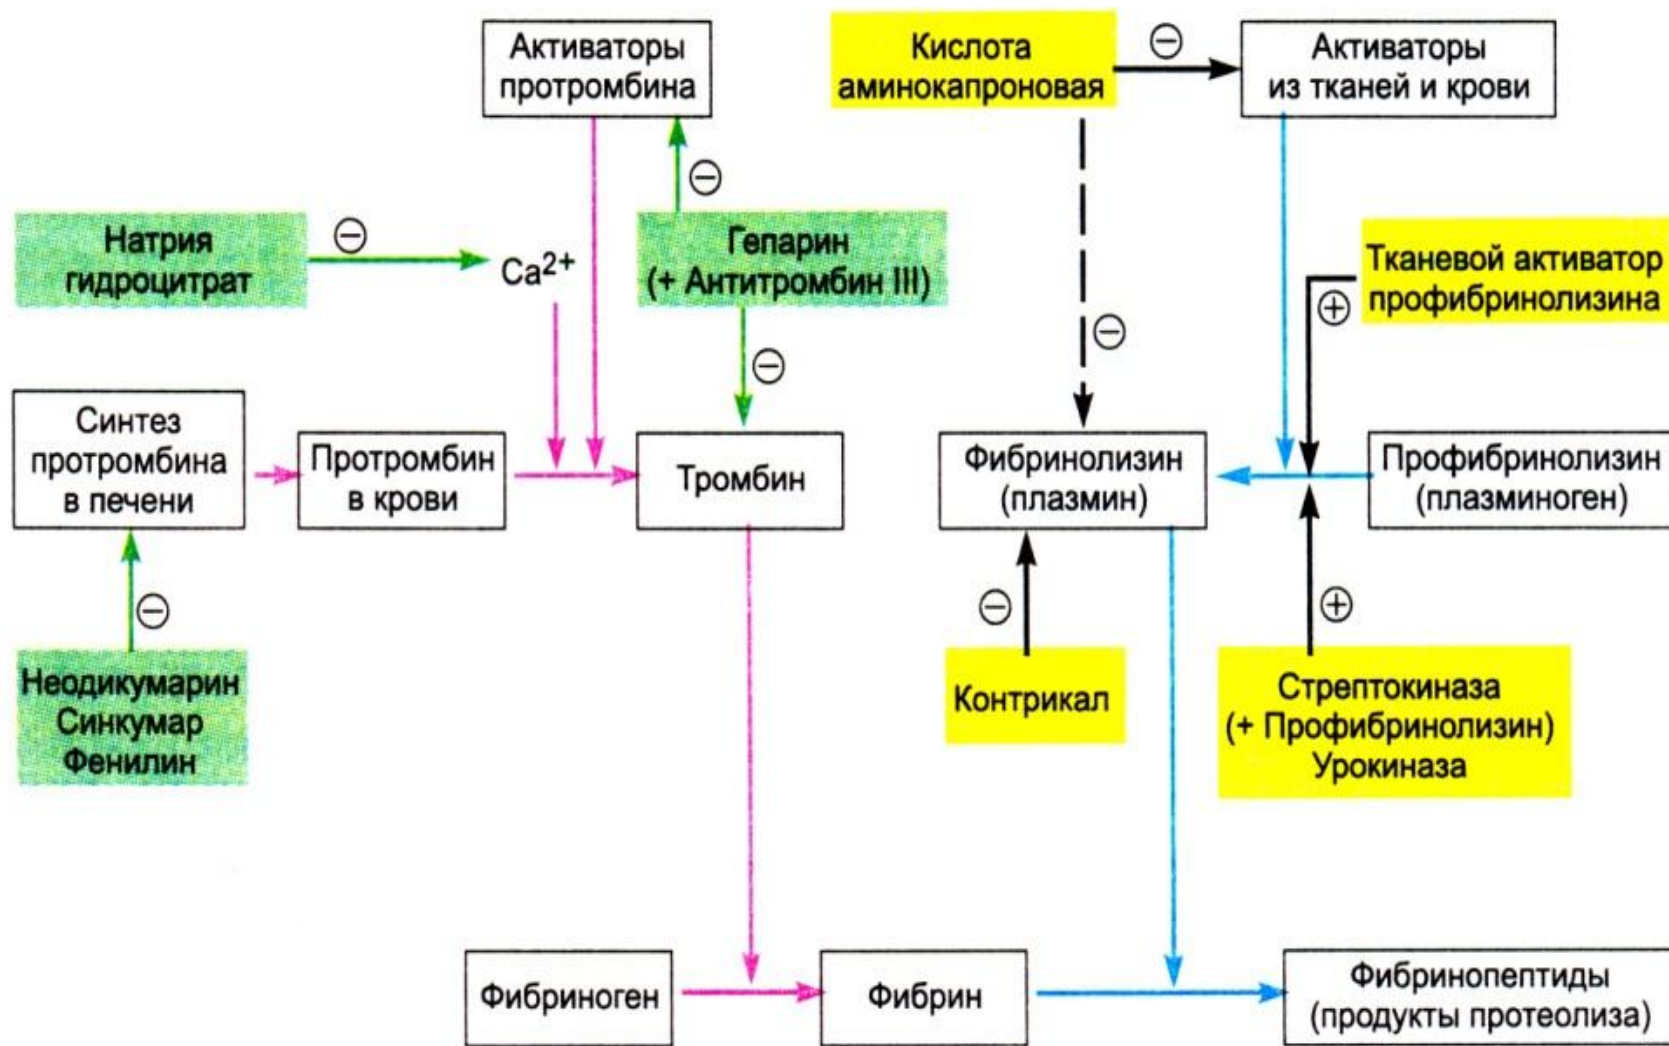 Активаторы
протромбина
Кислота
аминокапроновая
⊖
Активаторы
из тканей и крови
⊖
Натрия
гидроцитрат
⊖
Ca²⁺
Гепарин
(+ Антитромбин III)
Тканевой активатор
профибринолизина
⊕
⊖
⊖
Синтез
протромбина
в печени
Протромбин
в крови
Тромбин
Фибринолизин
(плазмин)
Профибринолизин
(плазминоген)
⊖
⊖
⊕
Неодикумарин
Синкумар
Фенилин
Контрикал
Стрептокиназа
(+ Профибринолизин)
Урокиназа
Фибриноген
Фибрин
Фибринопептиды
(продукты протеолиза)